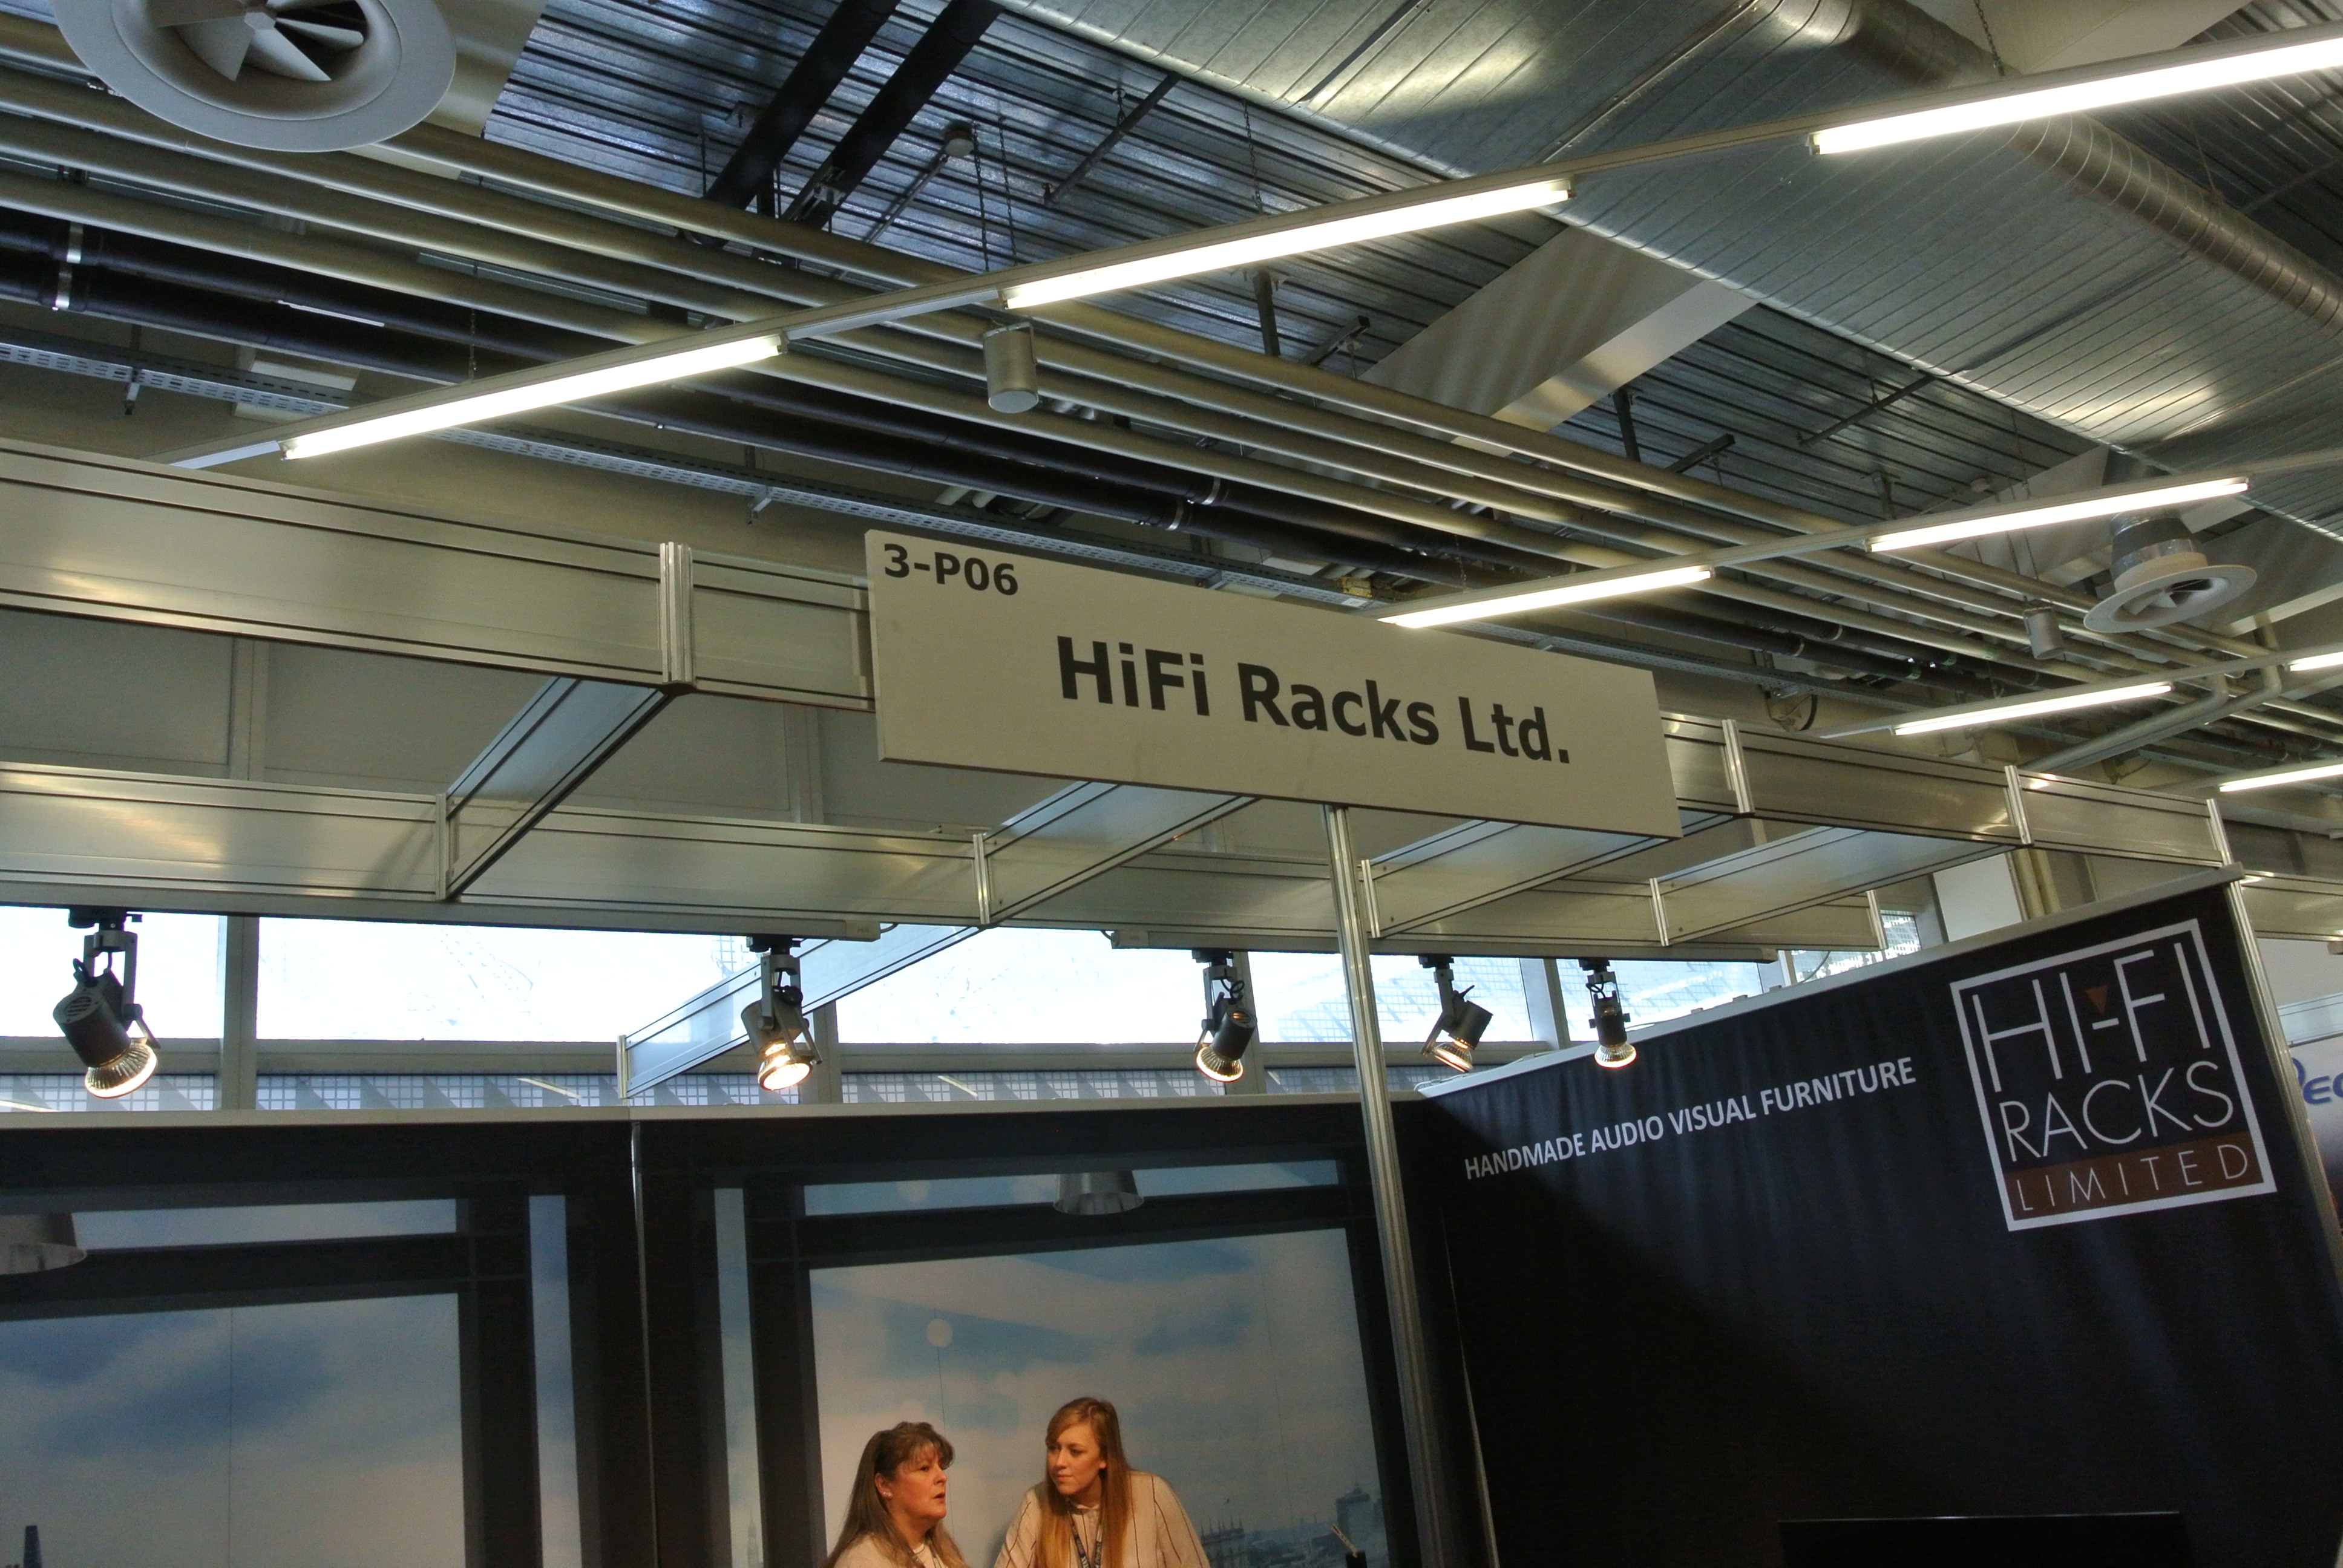 3-P06
HiFi Racks Ltd.
HANDMADE AUDIO VISUAL FURNITURE
HI-FI
RACKS
LIMITED